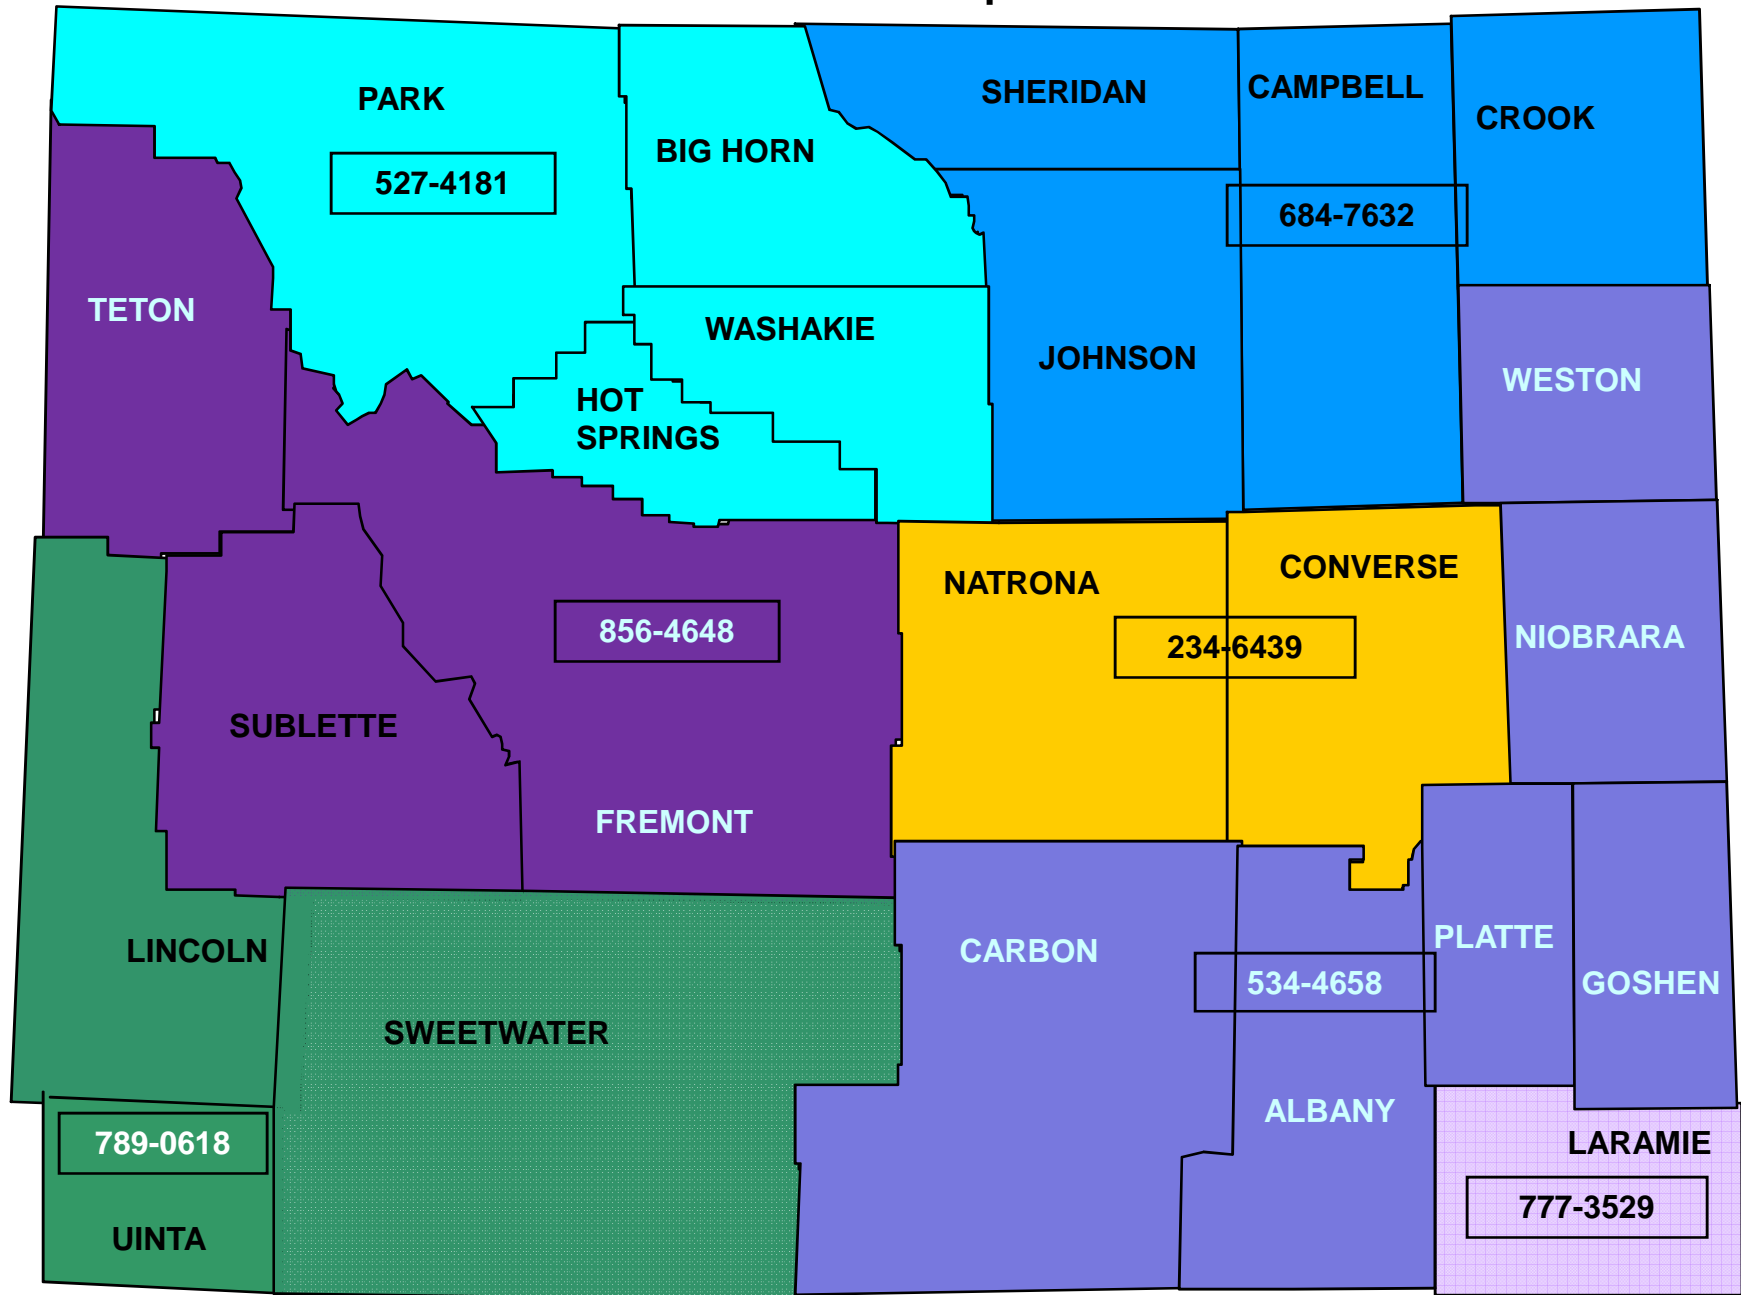 PARK
SHERIDAN
CAMPBELL
CROOK
BIG HORN
527-4181
684-7632
TETON
WASHAKIE
JOHNSON
WESTON
HOT
SPRINGS
NATRONA
CONVERSE
856-4648
234-6439
NIOBRARA
SUBLETTE
FREMONT
LINCOLN
CARBON
PLATTE
534-4658
GOSHEN
SWEETWATER
ALBANY
789-0618
LARAMIE
777-3529
UINTA